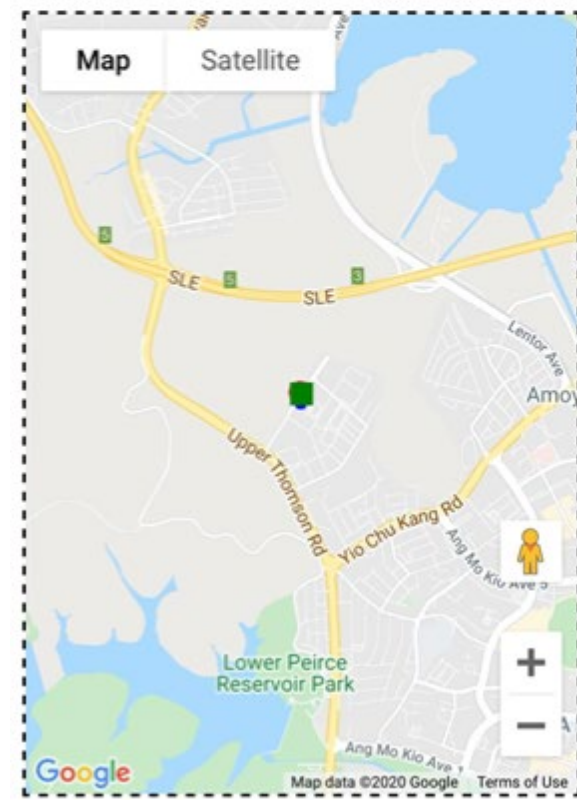 Map Satellite
5
SLE
5
3
SLE
Lentor Ave
Amoy
Upper Thomson Rd
Yio Chu Kang Rd
Ang Mo Kio Ave 5
Lower Peirce
Reservoir Park
+
−
A
Ang Mo Kio Ave 1
Google
Map data ©2020 Google Terms of Use